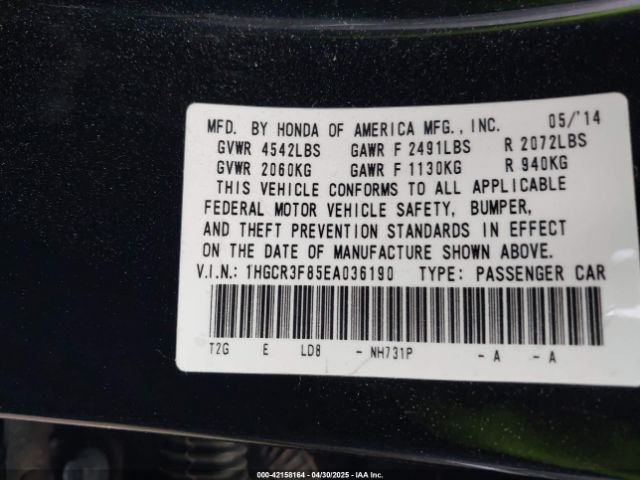 MFD. BY HONDA OF AMERICA MFG., INC. 05/'14
GVWR 4542LBS GAWR F 2491LBS R 2072LBS
GVWR 2060KG GAWR F 1130KG R 940KG
THIS VEHICLE CONFORMS TO ALL APPLICABLE
FEDERAL MOTOR VEHICLE SAFETY, BUMPER,
AND THEFT PREVENTION STANDARDS IN EFFECT
ON THE DATE OF MANUFACTURE SHOWN ABOVE.
V.I.N.: 1HGCR3F85EA036190 TYPE: PASSENGER CAR
T2G E LD8 - NH731P - A - A
000-42158164 - 04/30/2025 - IAA Inc.